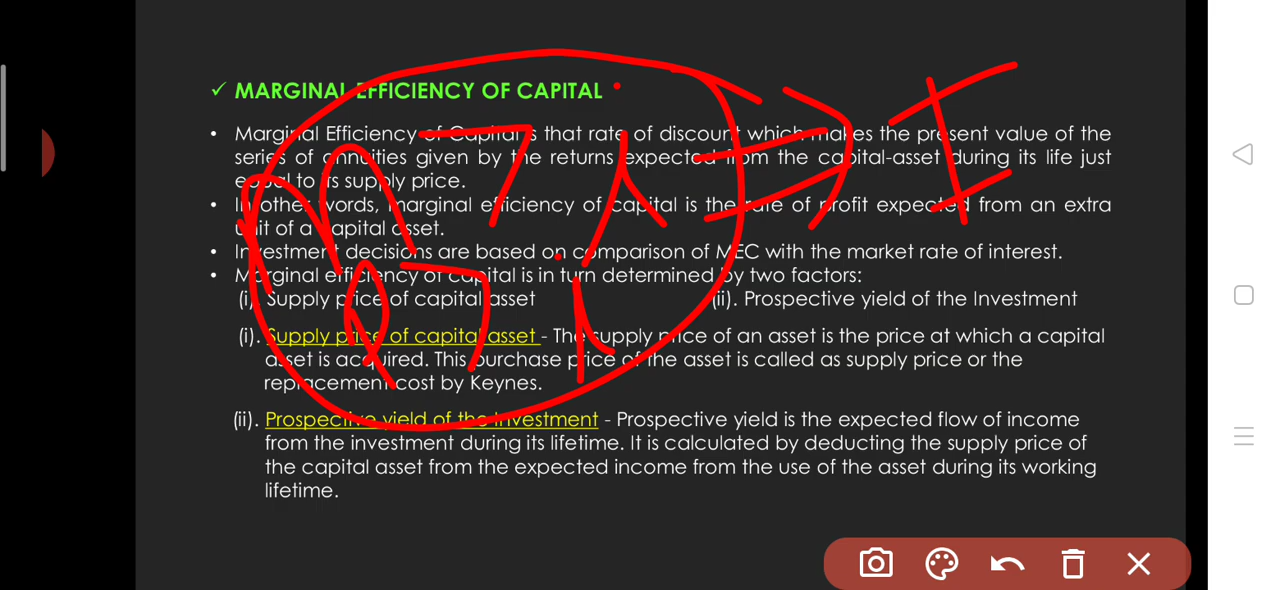 ✓ MARGINAL EFFICIENCY OF CAPITAL
• Marginal Efficiency of Capital is that rate of discount which makes the present value of the
series of annuities given by the returns expected from the capital-asset during its life just
equal to its supply price.
• In other words, marginal efficiency of capital is the rate of profit expected from an extra
unit of a capital asset.
• Investment decisions are based on comparison of MEC with the market rate of interest.
• Marginal efficiency of capital is in turn determined by two factors:
(i). Supply price of capital asset (ii). Prospective yield of the Investment
(i). Supply price of capital asset - The supply price of an asset is the price at which a capital
asset is acquired. This purchase price of the asset is called as supply price or the
replacement cost by Keynes.
(ii). Prospective yield of the Investment - Prospective yield is the expected flow of income
from the investment during its lifetime. It is calculated by deducting the supply price of
the capital asset from the expected income from the use of the asset during its working
lifetime.